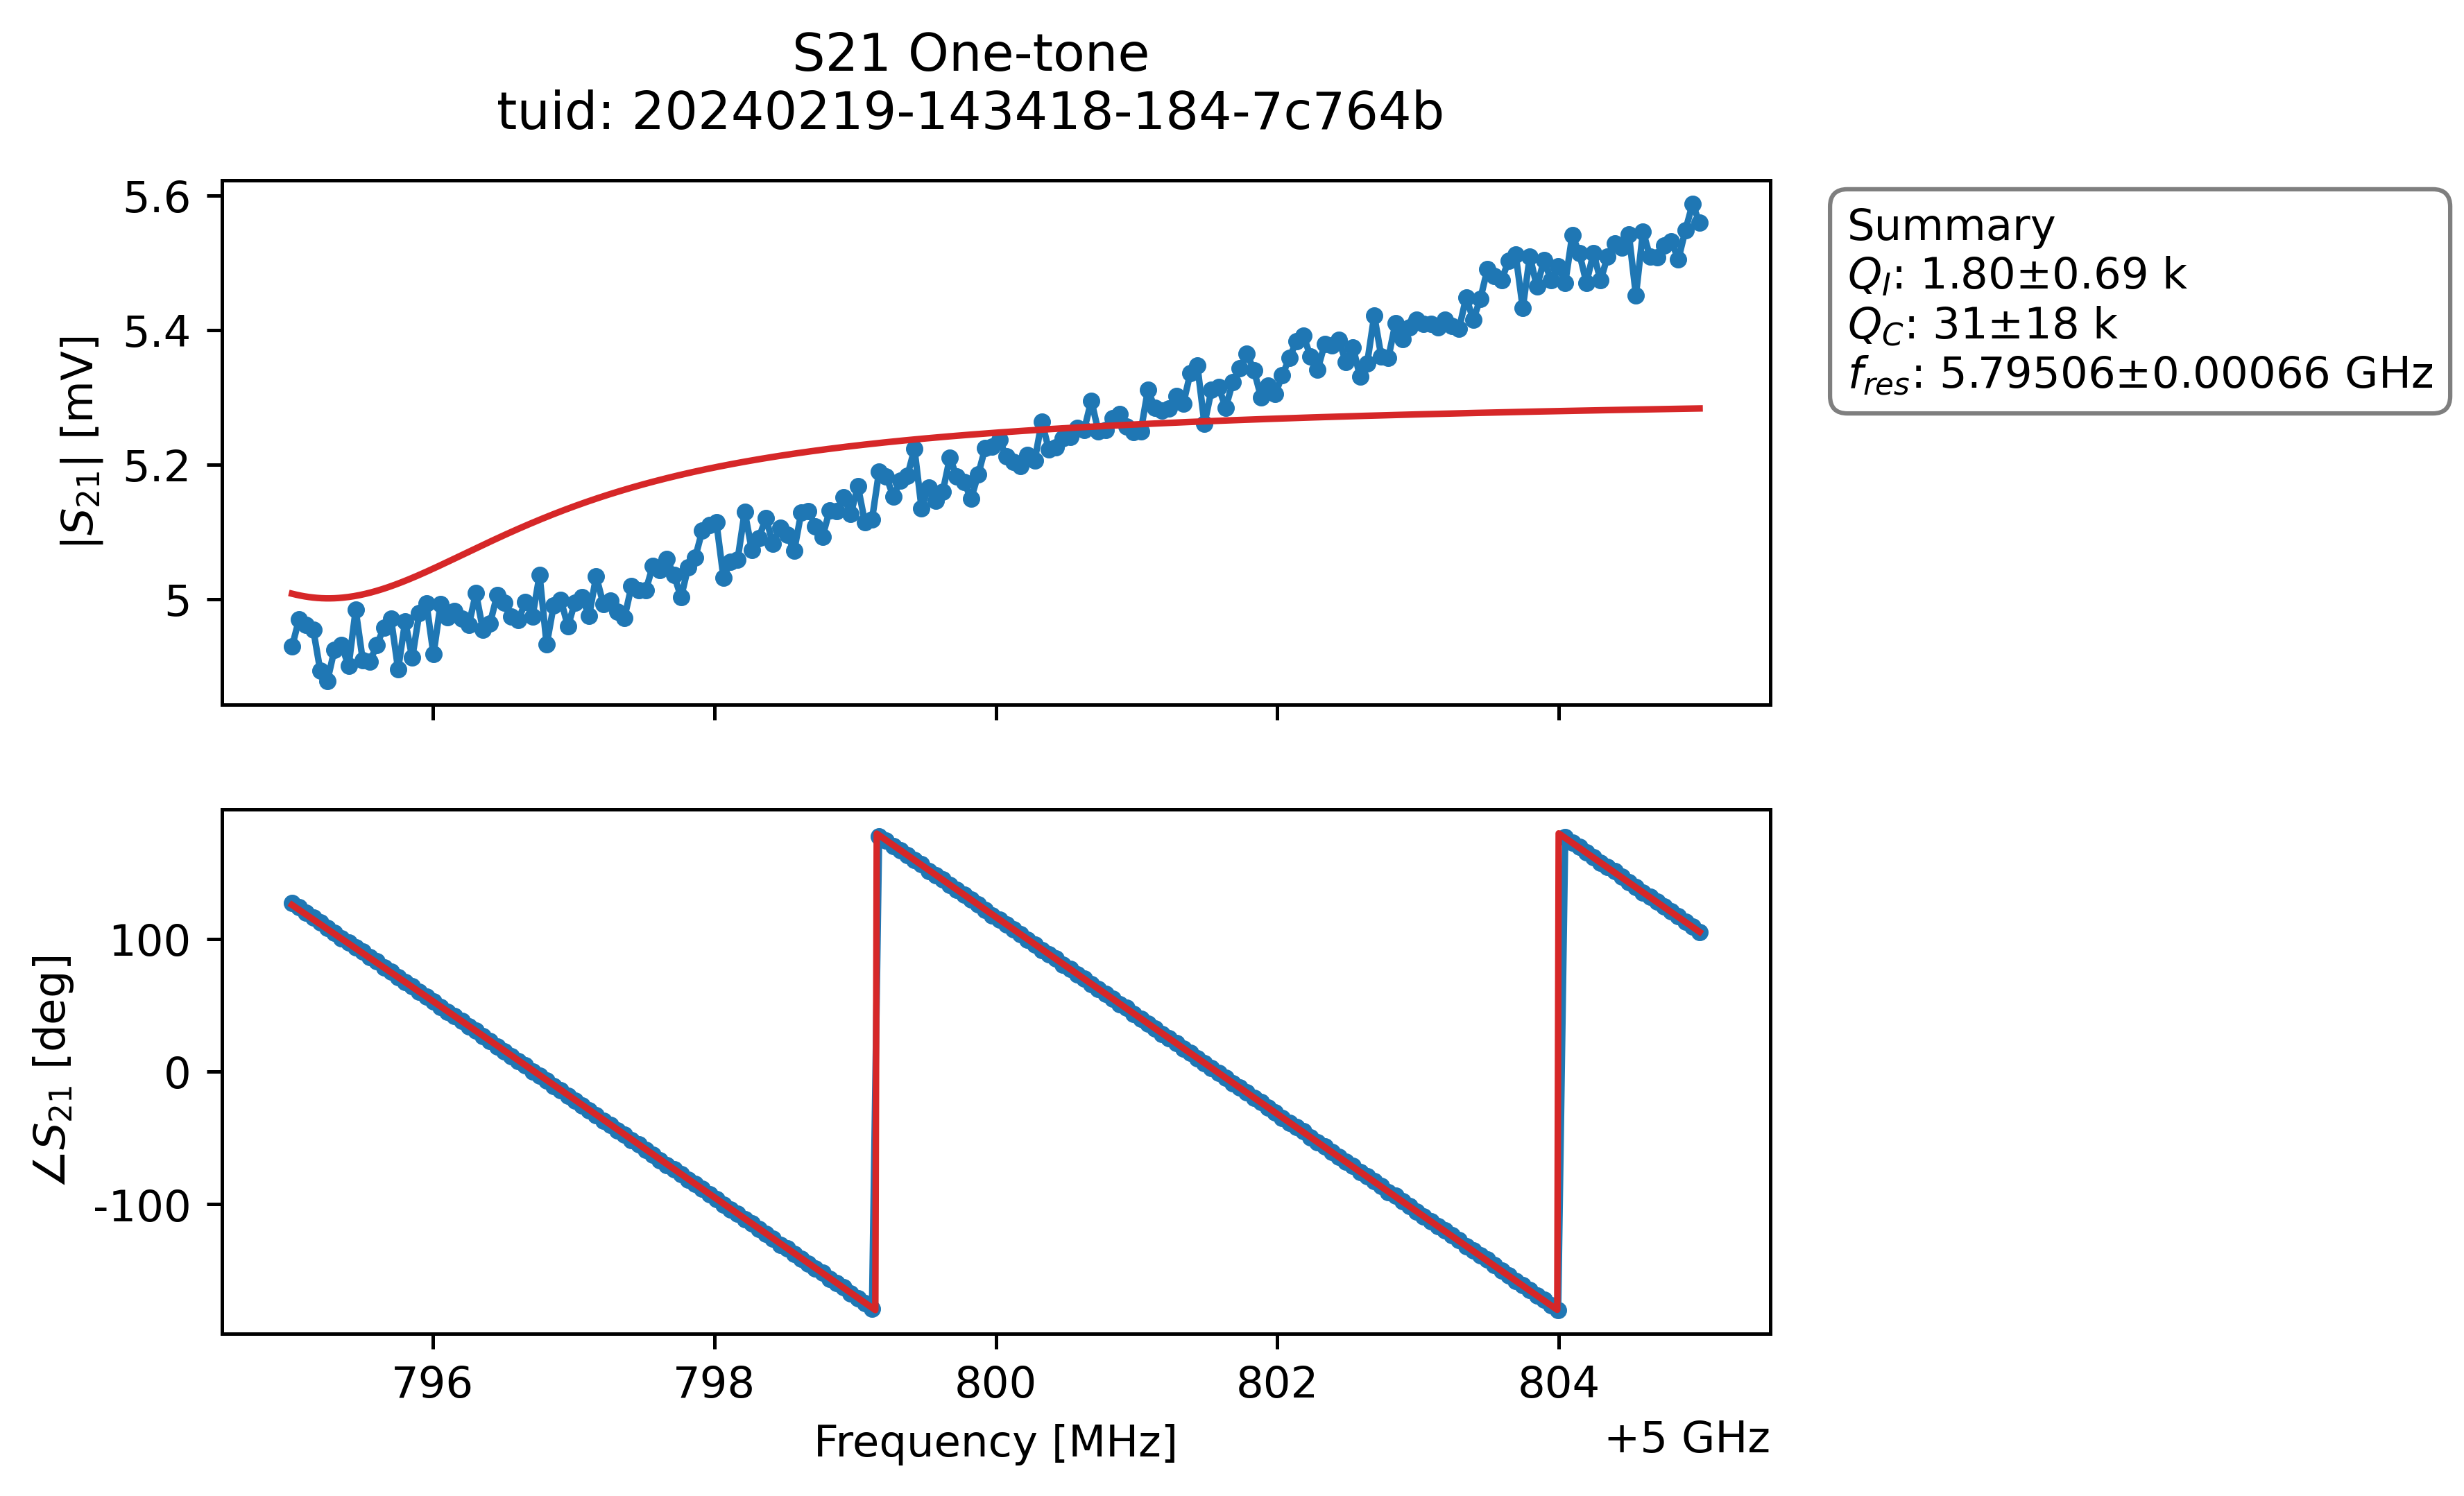 S21 One-tone
tuid: 20240219-143418-184-7c764b
5.6
5.4
5.2
5
|S21| [mV]
Summary
QI: 1.80±0.69 k
QC: 31±18 k
fres: 5.79506±0.00066 GHz
100
0
-100
∠S21 [deg]
796 798 800 802 804
Frequency [MHz]
+5 GHz